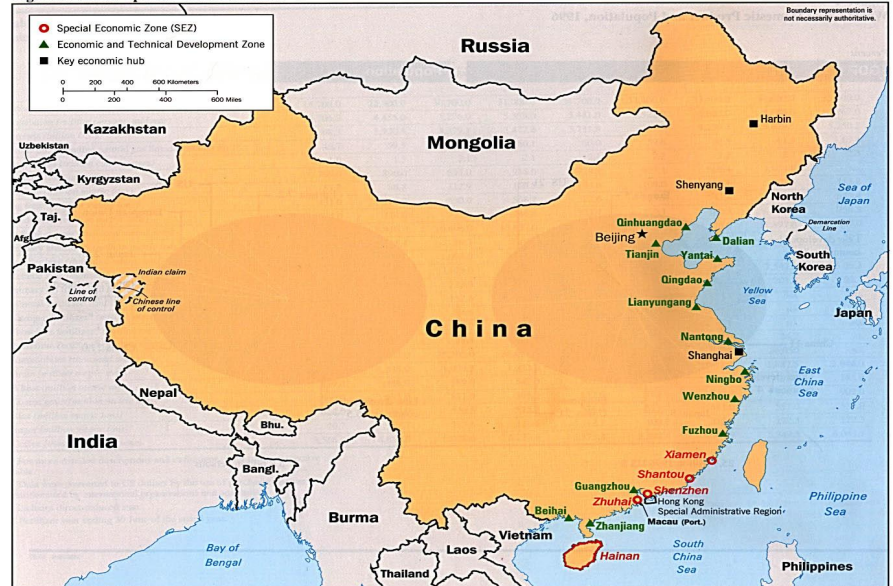 Boundary representation is
not necessarily authoritative.
Special Economic Zone (SEZ)
Economic and Technical Development Zone
Key economic hub
0 200 400 600 Kilometers
0 200 400 600 Miles
Russia
Kazakhstan
Mongolia
Harbin
Uzbekistan
Kyrgyzstan
Shenyang
North
Korea
Sea of
Japan
Taj.
Afg.
Qinhuangdao
Beijing
Dalian
Demarcation
Line
Tianjin
Yantai
South
Korea
Pakistan
Indian claim
Line of
control
Chinese line
of control
Qingdao
Yellow
Sea
Lianyungang
Japan
China
Nantong
Shanghai
Nepal
Ningbo
East
China
Sea
Wenzhou
Bhu.
India
Fuzhou
Xiamen
Bangl.
Shantou
Guangzhou
Shenzhen
Zhuhai
Hong Kong
Special Administrative Region
Macau (Port.)
Philippine
Sea
Burma
Beihai
Zhanjiang
Vietnam
Bay of
Bengal
Laos
Hainan
South
China
Sea
Thailand
Philippines